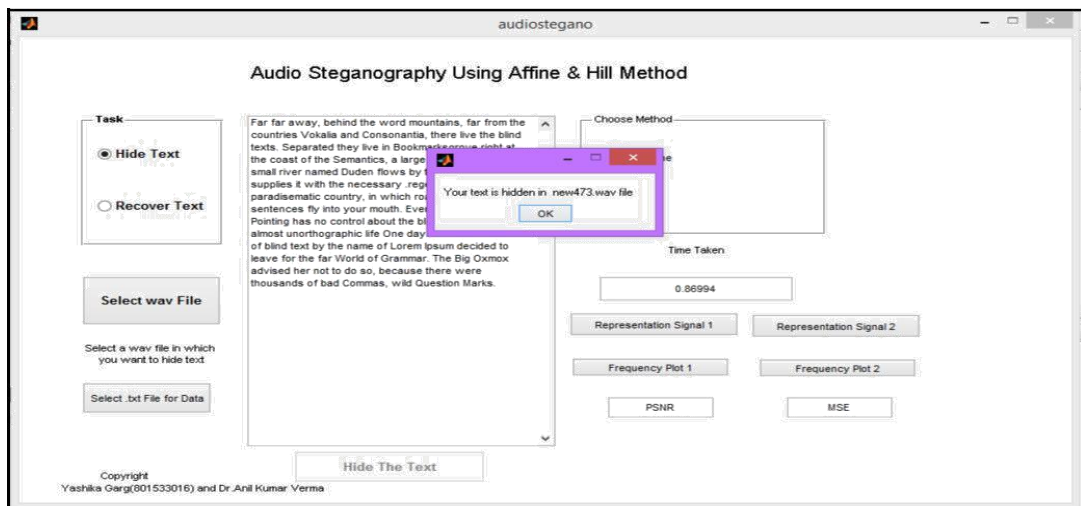 audiostegano
Audio Steganography Using Affine & Hill Method
Task
Hide Text
Recover Text
Select wav File
Select a wav file in which
you want to hide text
Select .txt File for Data
Far far away, behind the word mountains, far from the
countries Vokalia and Consonantia, there live the blind
texts. Separated they live in Bookmarksgrove right at
the coast of the Semantics, a large
small river named Duden flows by
supplies it with the necessary .rege
paradisematic country, in which roa
sentences fly into your mouth. Eve
Pointing has no control about the bl
almost unorthographic life One day
of blind text by the name of Lorem Ipsum decided to
leave for the far World of Grammar. The Big Oxmox
advised her not to do so, because there were
thousands of bad Commas, wild Question Marks.
Hide The Text
Your text is hidden in new473.wav file
OK
Choose Method
Time Taken
0.86994
Representation Signal 1
Representation Signal 2
Frequency Plot 1
Frequency Plot 2
PSNR
MSE
Copyright
Yashika Garg(801533016) and Dr.Anil Kumar Verma